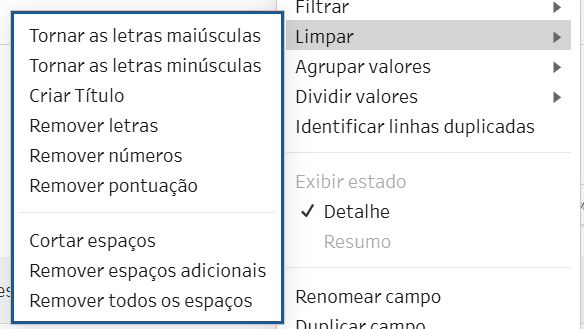 Tornar as letras maiúsculas
Tornar as letras minúsculas
Criar Título
Remover letras
Remover números
Remover pontuação
Cortar espaços
Remover espaços adicionais
Remover todos os espaços
Filtrar
Limpar
Agrupar valores
Dividir valores
Identificar linhas duplicadas
Exibir estado
✓ Detalhe
Resumo
Renomear campo
Duplicar campo